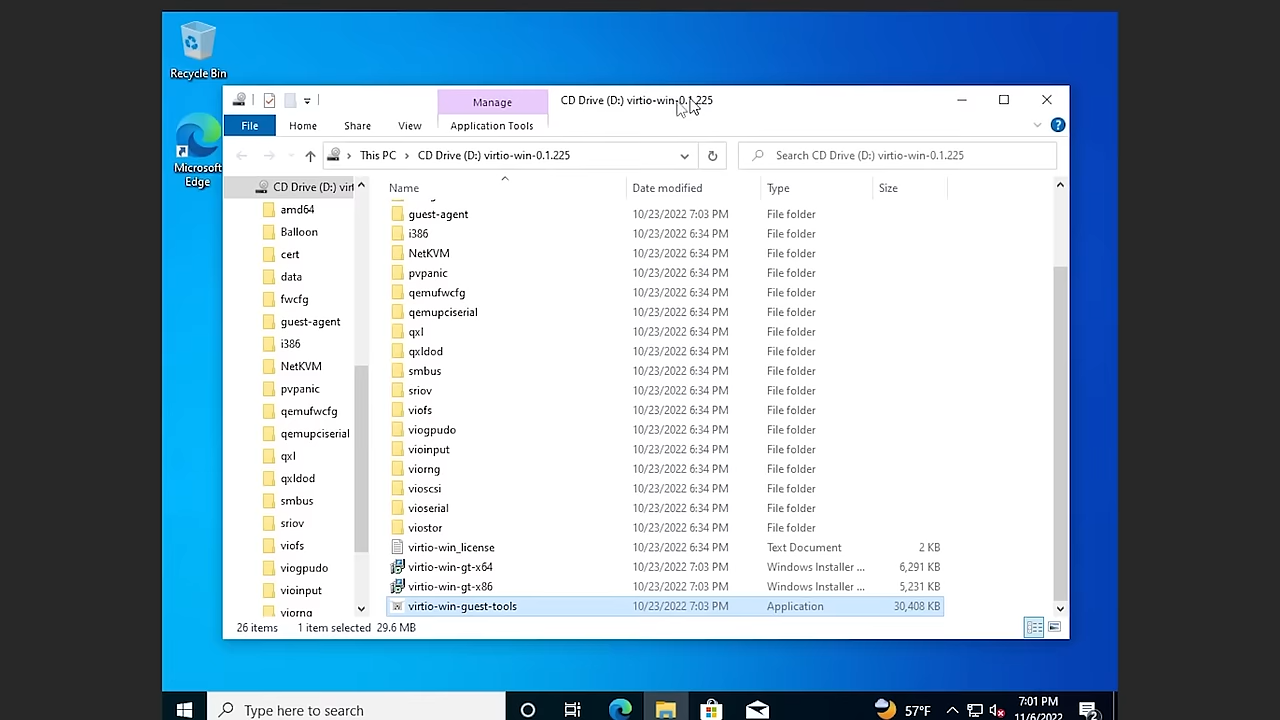 Recycle Bin
Microsoft
Edge
Manage
CD Drive (D:) virtio-win-0.1.225
File
Home
Share
View
Application Tools
This PC
CD Drive (D:) virtio-win-0.1.225
Search CD Drive (D:) virtio-win-0.1.225
CD Drive (D:) virt
amd64
Balloon
cert
data
fwcfg
guest-agent
i386
NetKVM
pvpanic
qemufwcfg
qemupciserial
qxl
qxldod
smbus
sriov
viofs
viogpudo
vioinput
viorng
Name Date modified Type Size
guest-agent 10/23/2022 7:03 PM File folder
i386 10/23/2022 6:34 PM File folder
NetKVM 10/23/2022 6:34 PM File folder
pvpanic 10/23/2022 6:34 PM File folder
qemufwcfg 10/23/2022 6:34 PM File folder
qemupciserial 10/23/2022 6:34 PM File folder
qxl 10/23/2022 6:34 PM File folder
qxldod 10/23/2022 6:34 PM File folder
smbus 10/23/2022 6:34 PM File folder
sriov 10/23/2022 6:34 PM File folder
viofs 10/23/2022 6:34 PM File folder
viogpudo 10/23/2022 6:34 PM File folder
vioinput 10/23/2022 6:34 PM File folder
viorng 10/23/2022 6:34 PM File folder
vioscsi 10/23/2022 6:34 PM File folder
vioserial 10/23/2022 6:34 PM File folder
viostor 10/23/2022 6:34 PM File folder
virtio-win_license 10/23/2022 6:34 PM Text Document 2 KB
virtio-win-gt-x64 10/23/2022 7:03 PM Windows Installer ... 6,291 KB
virtio-win-gt-x86 10/23/2022 7:03 PM Windows Installer ... 5,231 KB
virtio-win-guest-tools 10/23/2022 7:03 PM Application 30,408 KB
26 items 1 item selected 29.6 MB
Type here to search
57°F
7:01 PM
11/6/2022
2